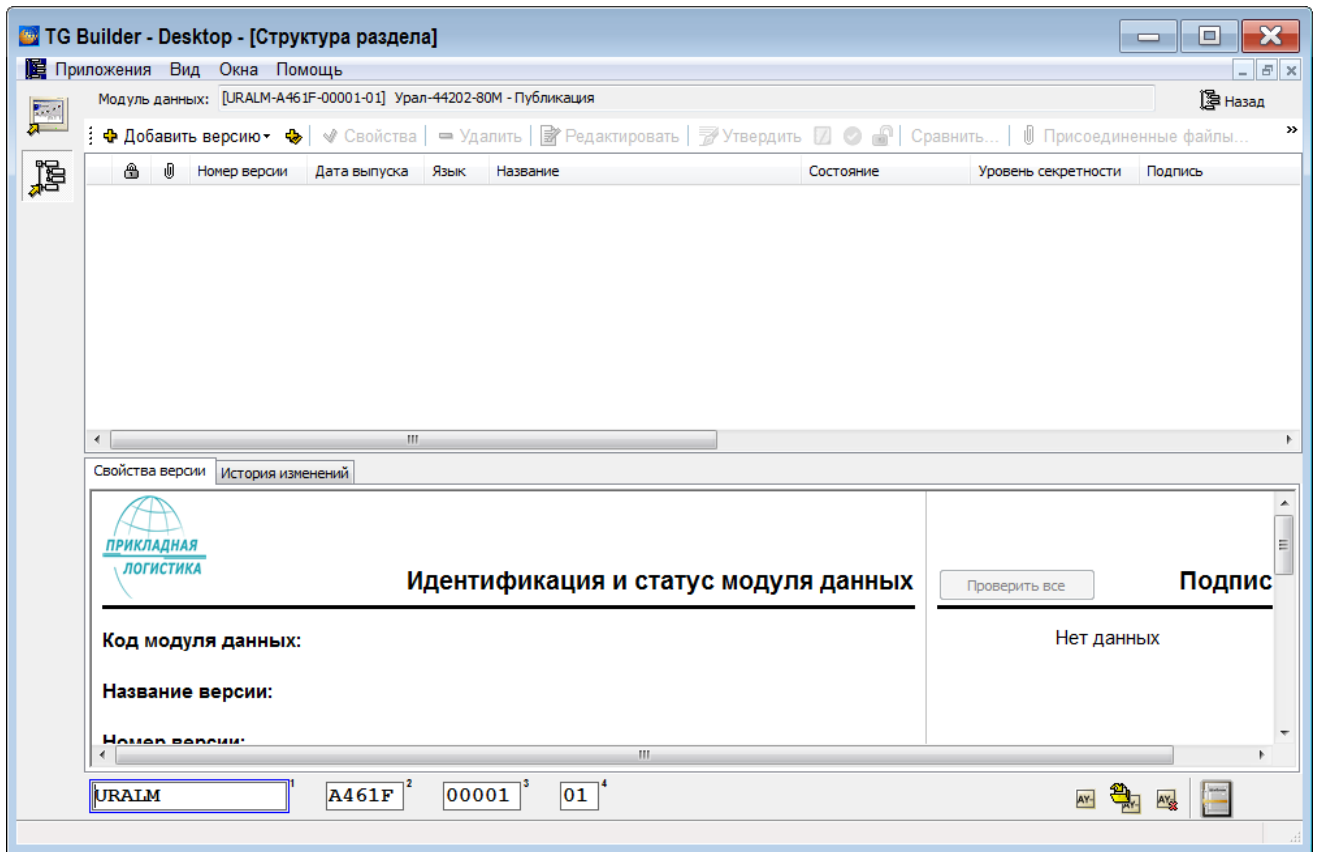 TG Builder - Desktop - [Структура раздела]
Приложения Вид Окна Помощь
Модуль данных: [URALM-A461F-00001-01] Урал-44202-80М - Публикация Назад
Добавить версию Свойства Удалить Редактировать Утвердить Сравнить... Присоединенные файлы... »
Номер версии Дата выпуска Язык Название Состояние Уровень секретности Подпись
Свойства версии История изменений
ПРИКЛАДНАЯ
ЛОГИСТИКА
Идентификация и статус модуля данных Проверить все Подпис
Код модуля данных: Нет данных
Название версии:
Номер версии:
URALM 1 A461F 2 00001 3 01 4 AY- AY- AY-